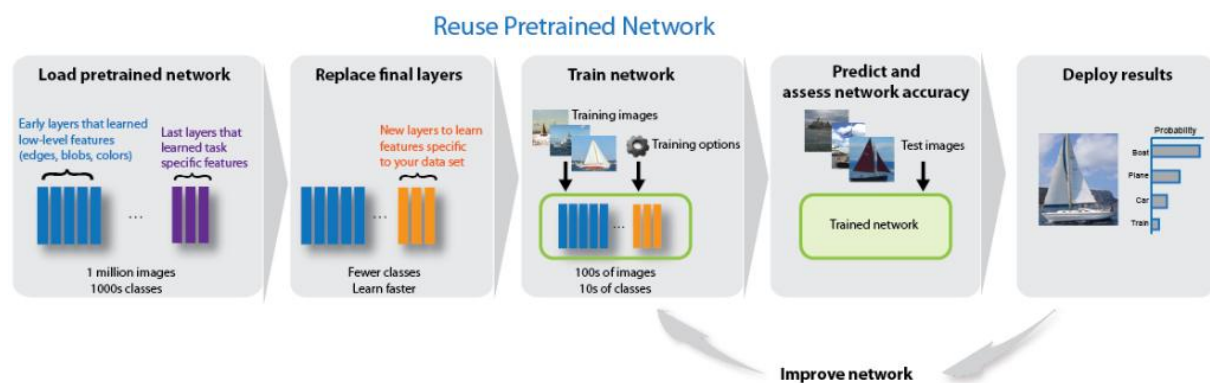 Reuse Pretrained Network
Load pretrained network
Early layers that learned
low-level features
(edges, blobs, colors)
Last layers that
learned task
specific features
...
1 million images
1000s classes
Replace final layers
New layers to learn
features specific
to your data set
...
Fewer classes
Learn faster
Train network
Training images
Training options
...
100s of images
10s of classes
Predict and
assess network accuracy
Test images
Trained network
Deploy results
Probability
Boat
Plane
Car
Train
Improve network